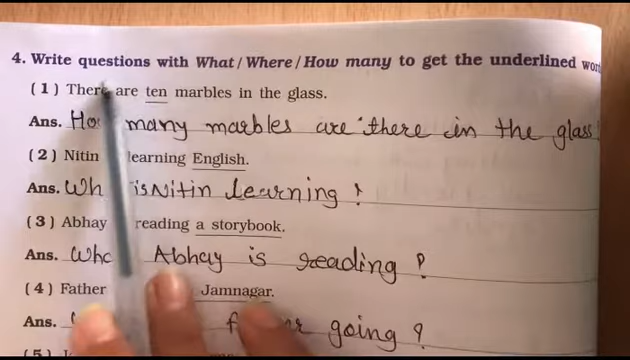 4. Write questions with What / Where / How many to get the underlined
( 1 ) There are ten marbles in the glass.
Ans. many marbles are there in the glass
( 2 ) Nitin learning English.
Ans. is Nitin learning ?
( 3 ) Abhay reading a storybook.
Ans. Abhay is reading ?
( 4 ) Father Jamnagar.
Ans. going ?